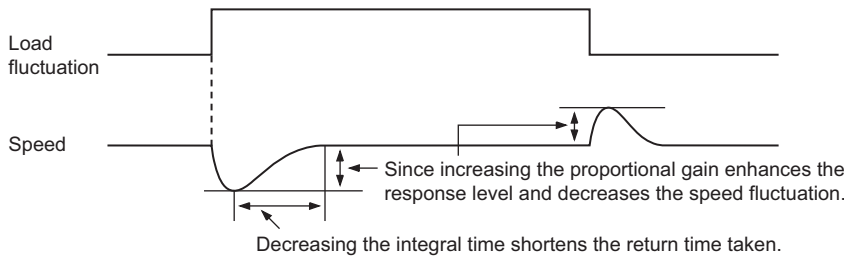 Load
fluctuation
Speed
Since increasing the proportional gain enhances the
response level and decreases the speed fluctuation.
Decreasing the integral time shortens the return time taken.